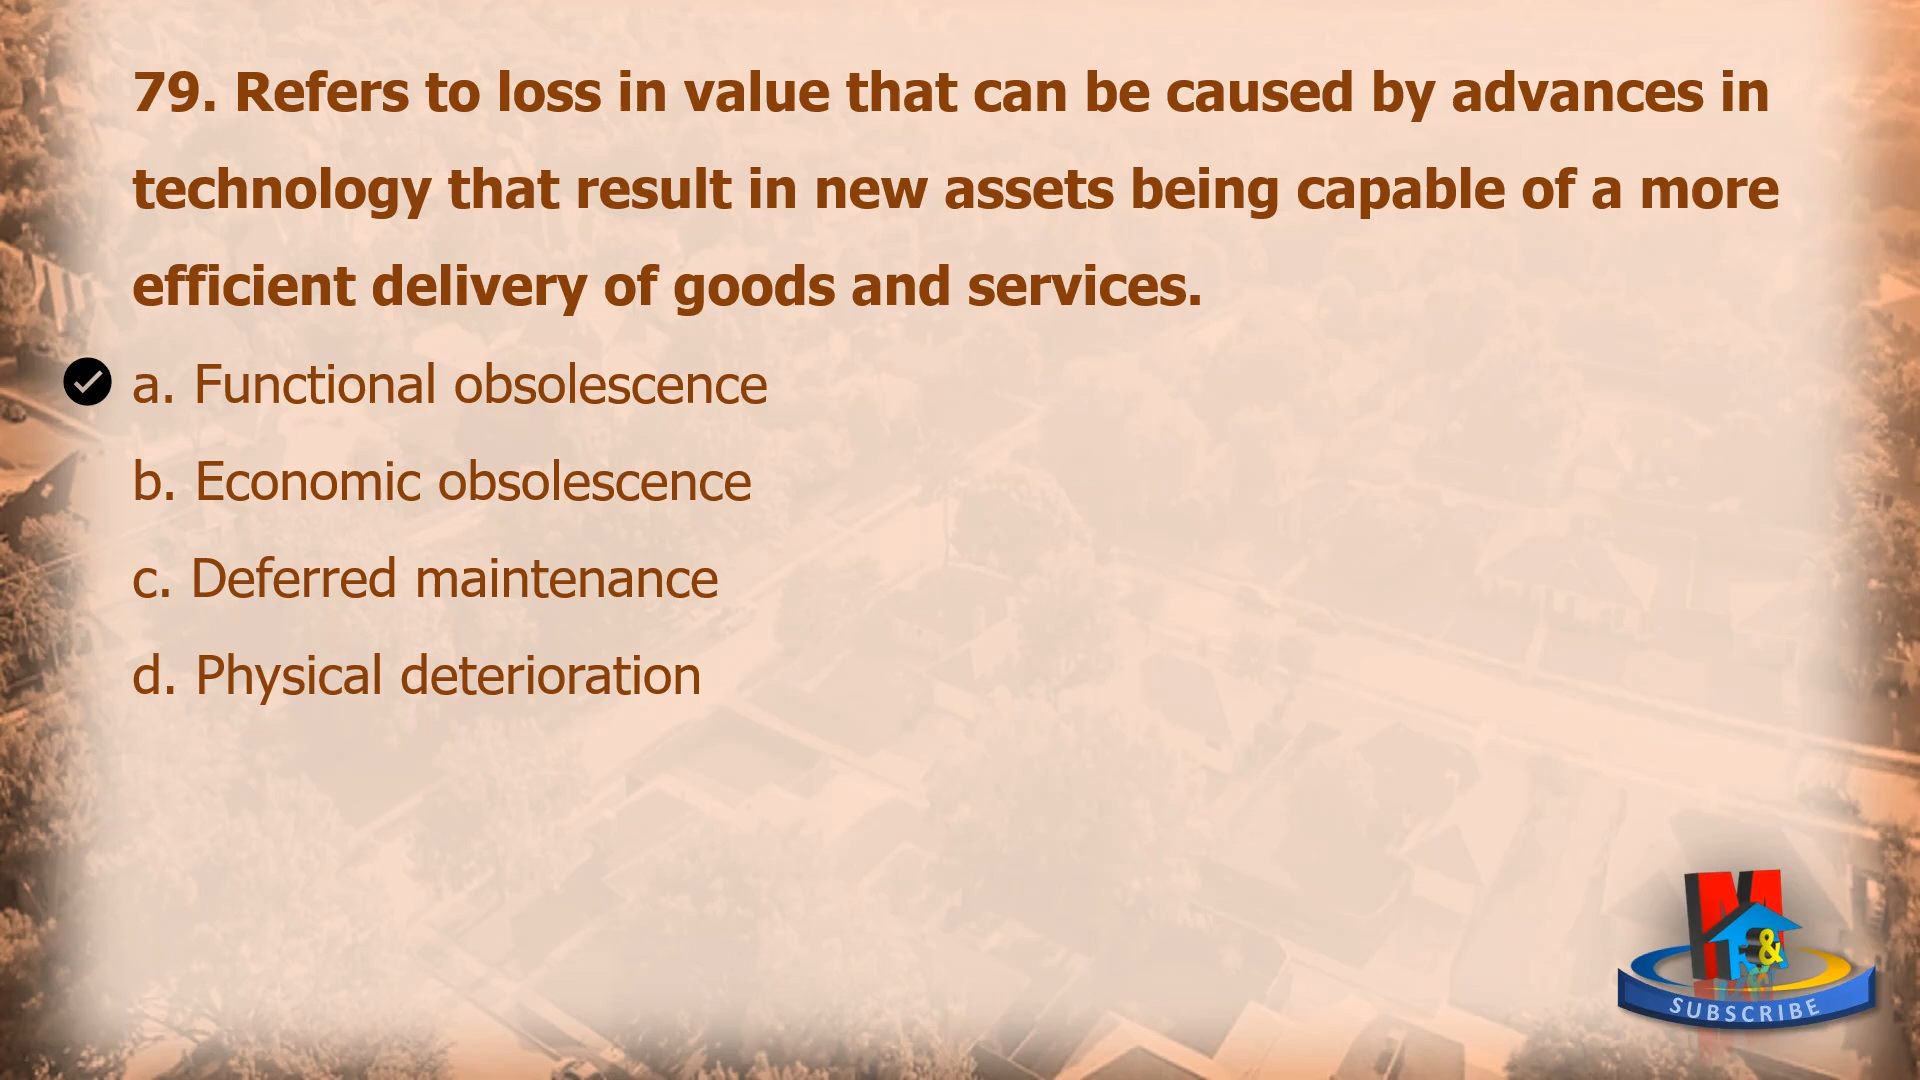 79. Refers to loss in value that can be caused by advances in
technology that result in new assets being capable of a more
efficient delivery of goods and services.
a. Functional obsolescence
b. Economic obsolescence
c. Deferred maintenance
d. Physical deterioration
SUBSCRIBE